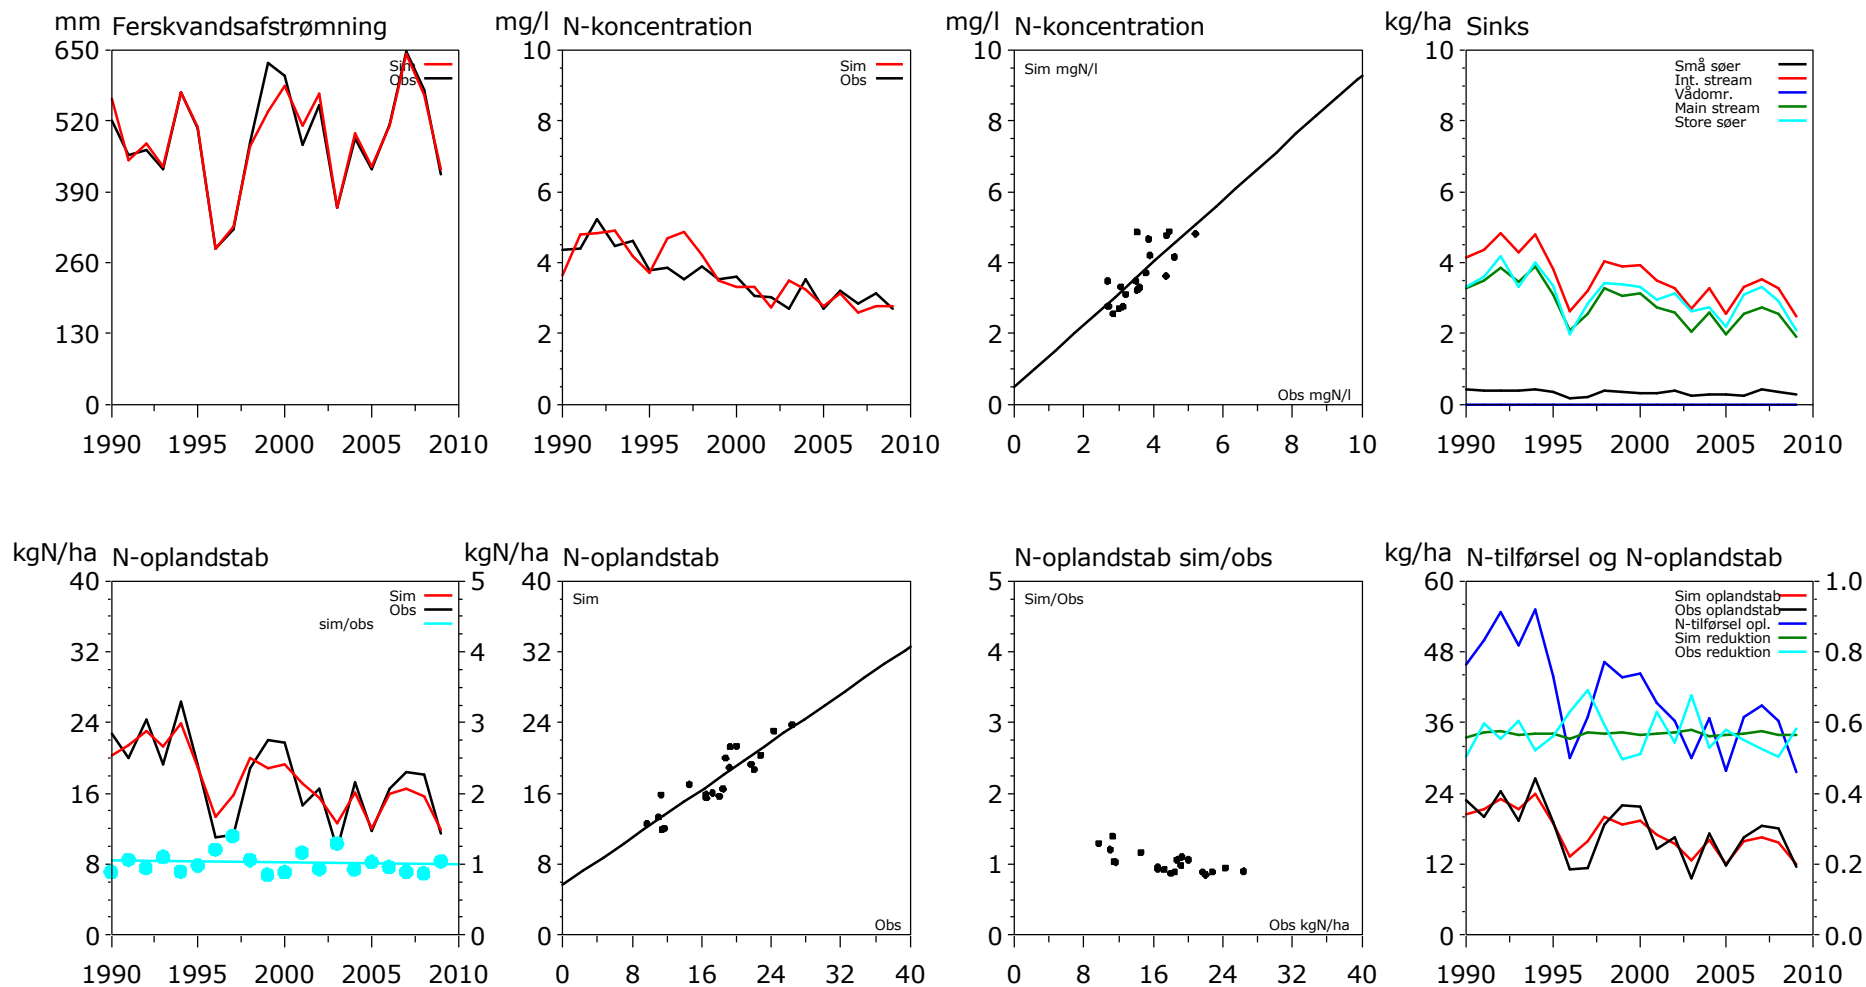 mm Ferskvandsafstrømning
650
520
390
260
130
0
1990 1995 2000 2005 2010
Sim
Obs
mg/l N-koncentration
10
8
6
4
2
0
1990 1995 2000 2005 2010
Sim
Obs
mg/l N-koncentration
10
8
6
4
2
0
0 2 4 6 8 10
Sim mgN/l
Obs mgN/l
kg/ha Sinks
10
8
6
4
2
0
1990 1995 2000 2005 2010
Små søer
Int. stream
Vådomr.
Main stream
Store søer
kgN/ha N-oplandstab
40
32
24
16
8
0
5
4
3
2
1
0
1990 1995 2000 2005 2010
Sim
Obs
sim/obs
kgN/ha N-oplandstab
40
32
24
16
8
0
0 8 16 24 32 40
Sim
Obs
N-oplandstab sim/obs
5
4
3
2
1
0
0 8 16 24 32 40
Sim/Obs
Obs kgN/ha
kg/ha N-tilførsel og N-oplandstab
60
48
36
24
12
0
1.0
0.8
0.6
0.4
0.2
0.0
1990 1995 2000 2005 2010
Sim oplandstab
Obs oplandstab
N-tilførsel opl.
Sim reduktion
Obs reduktion